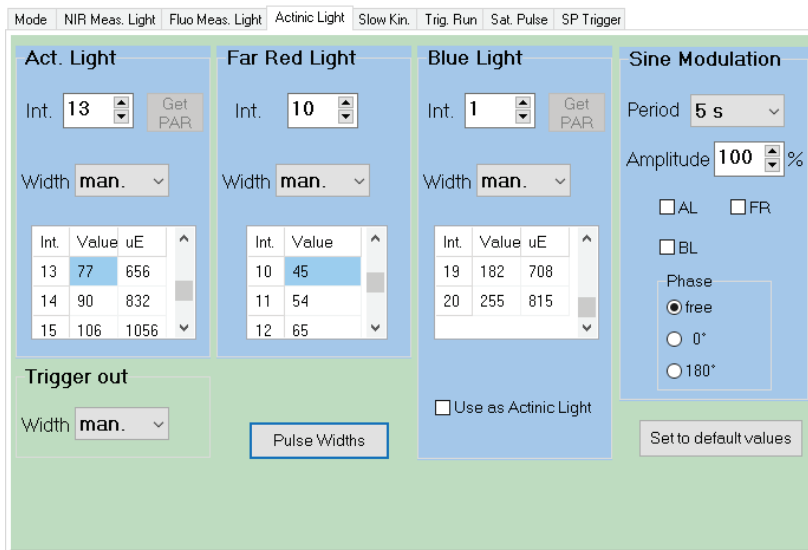 Mode NIR Meas. Light Fluo Meas. Light Actinic Light Slow Kin. Trig. Run Sat. Pulse SP Trigger
Act. Light
Int. 13 Get PAR
Width man.
Int. Value uE
13 77 656
14 90 832
15 106 1056
Trigger out
Width man.
Far Red Light
Int. 10
Width man.
Int. Value
10 45
11 54
12 65
Pulse Widths
Blue Light
Int. 1 Get PAR
Width man.
Int. Value uE
19 182 708
20 255 815
Use as Actinic Light
Sine Modulation
Period 5 s
Amplitude 100 %
AL FR
BL
Phase
free
0°
180°
Set to default values